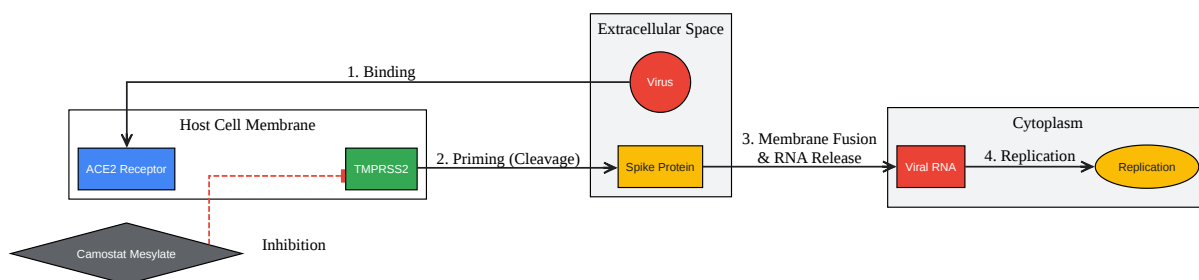 Extracellular Space
Virus
1. Binding
Host Cell Membrane
ACE2 Receptor
TMPRSS2
2. Priming (Cleavage)
Spike Protein
3. Membrane Fusion
& RNA Release
Cytoplasm
Viral RNA
4. Replication
Replication
Camostat Mesylate
Inhibition